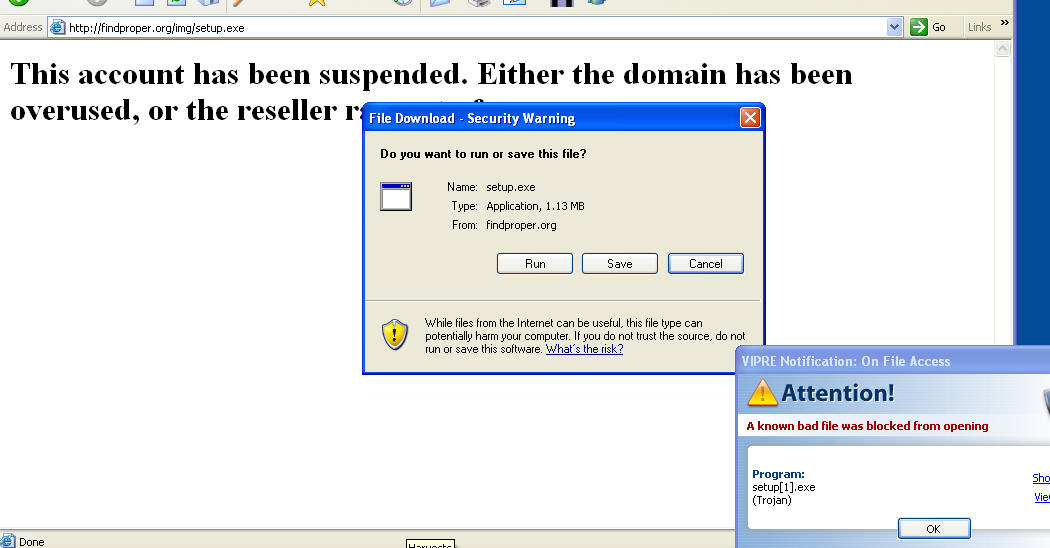 Address http://findproper.org/img/setup.exe Go Links »
This account has been suspended. Either the domain has been
overused, or the reseller
File Download - Security Warning
Do you want to run or save this file?
Name: setup.exe
Type: Application, 1.13 MB
From: findproper.org
Run Save Cancel
While files from the Internet can be useful, this file type can
potentially harm your computer. If you do not trust the source, do not
run or save this software. What's the risk?
VIPRE Notification: On File Access
Attention!
A known bad file was blocked from opening
Program:
setup[1].exe
(Trojan)
Sho
Vie
OK
Done
Harvests